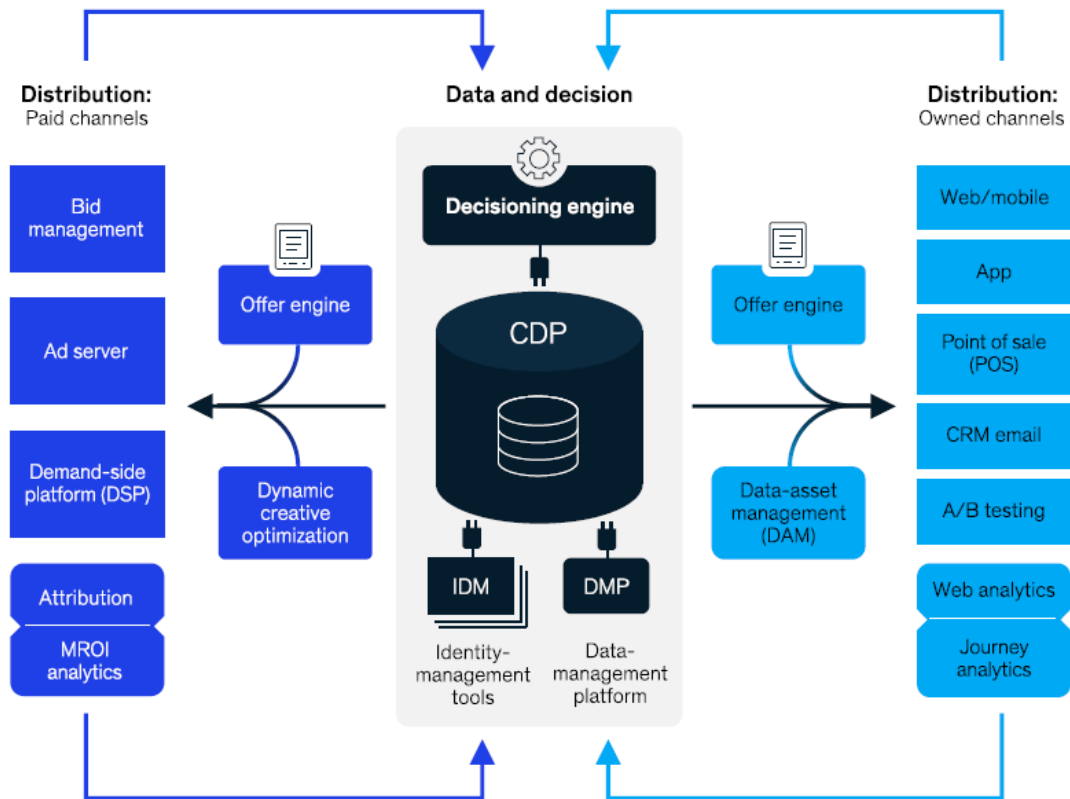 Distribution:
Paid channels
Bid
management
Ad server
Demand-side
platform (DSP)
Attribution
MROI
analytics
Offer engine
Dynamic
creative
optimization
Data and decision
Decisioning engine
CDP
IDM
DMP
Identity-
management
tools
Data-
management
platform
Offer engine
Data-asset
management
(DAM)
Distribution:
Owned channels
Web/mobile
App
Point of sale
(POS)
CRM email
A/B testing
Web analytics
Journey
analytics